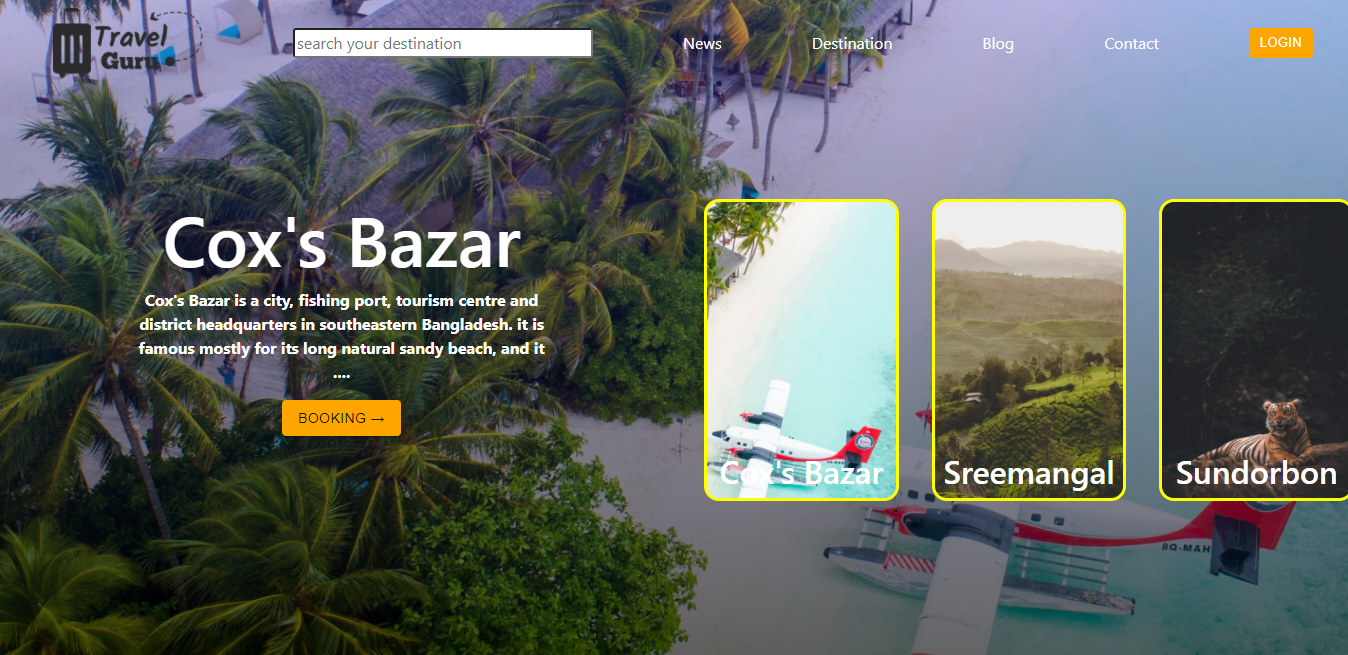 Travel
Guru
search your destination
News
Destination
Blog
Contact
LOGIN
Cox's Bazar
Cox's Bazar is a city, fishing port, tourism centre and
district headquarters in southeastern Bangladesh. it is
famous mostly for its long natural sandy beach, and it
....
BOOKING →
Cox's Bazar
Sreemangal
Sundorbon
8Q-MAH